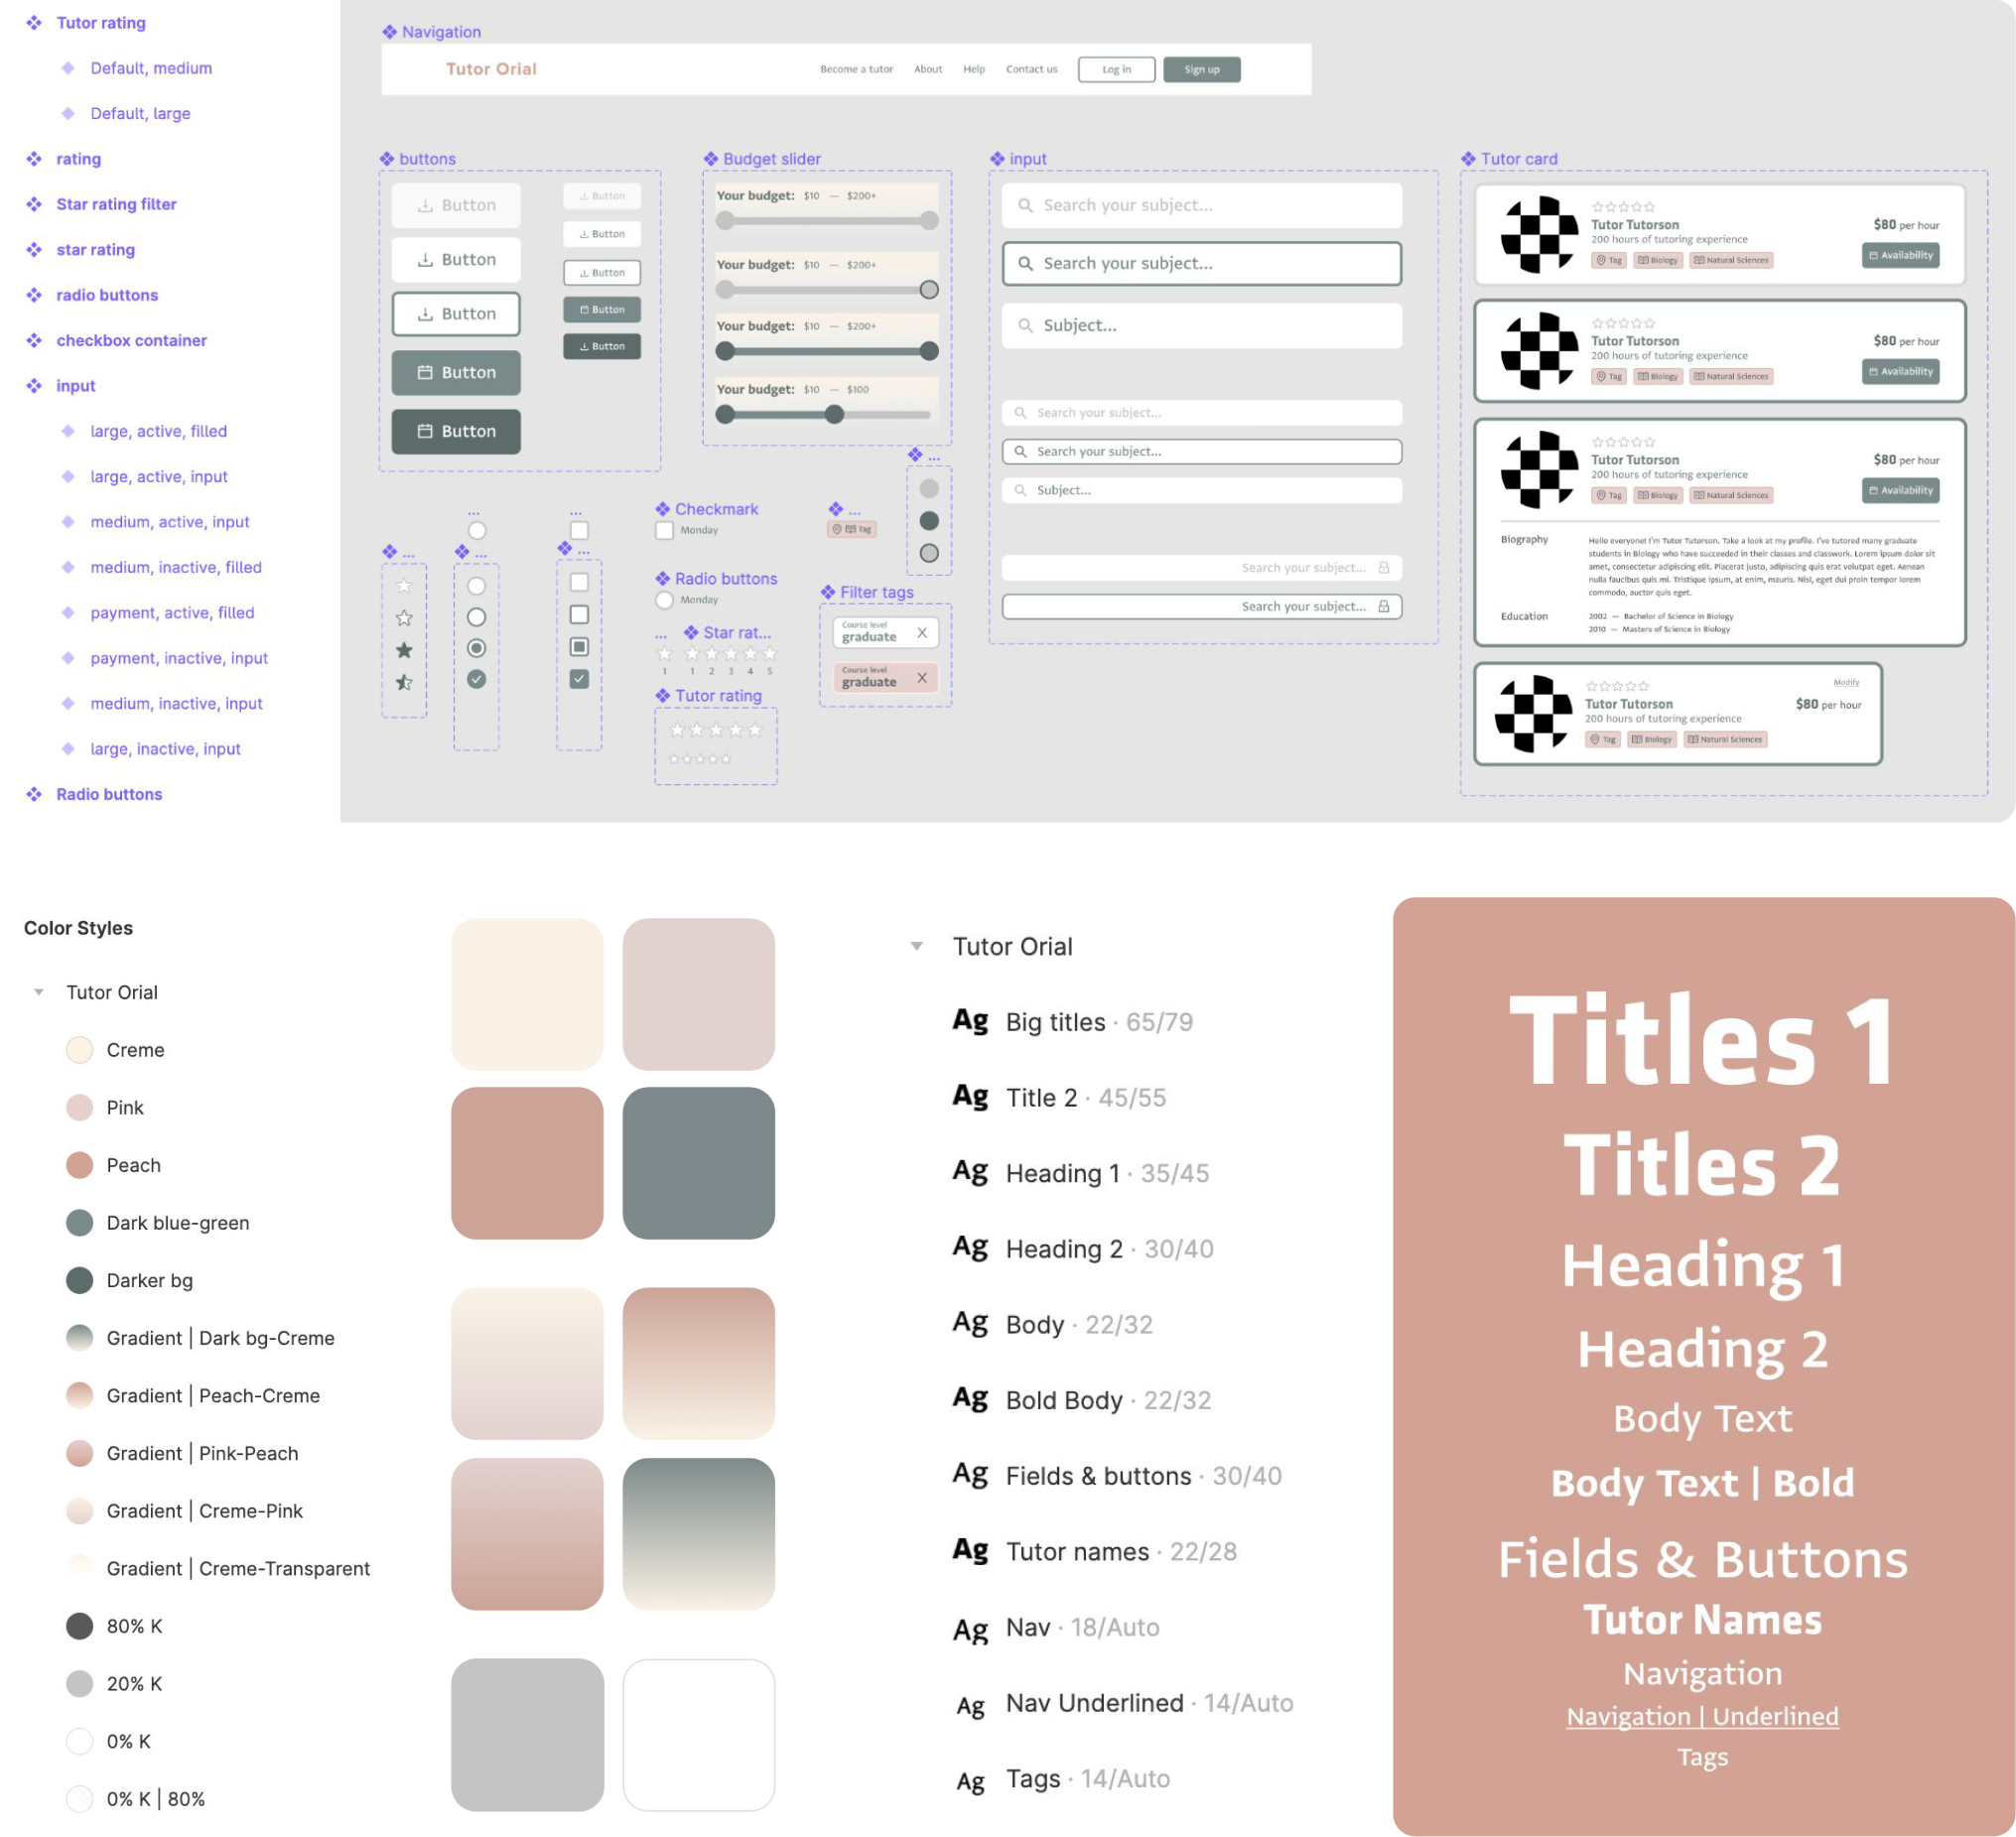 Tutor rating
Default, medium
Default, large
rating
Star rating filter
star rating
radio buttons
checkbox container
input
large, active, filled
large, active, input
medium, active, input
medium, inactive, filled
payment, active, filled
payment, inactive, input
medium, inactive, input
large, inactive, input
Radio buttons
Navigation
Tutor Orial
Become a tutor
About
Help
Contact us
Log in
Sign up
buttons
Button
Button
Button
Button
Button
Button
Button
Button
Button
Button
Budget slider
Your budget: $10 — $200+
Your budget: $10 — $200+
Your budget: $10 — $200+
Your budget: $10 — $100
...
input
Search your subject...
Search your subject...
Subject...
Search your subject...
Search your subject...
Subject...
Search your subject...
Search your subject...
...
...
...
...
...
Checkmark
Monday
Radio buttons
Monday
... Star rat...
1 1 2 3 4 5
Tutor rating
...
Tag
Filter tags
Course level
graduate
X
Course level
graduate
X
Tutor card
Tutor Tutorson
200 hours of tutoring experience
Tag Biology Natural Sciences
$80 per hour
Availability
Tutor Tutorson
200 hours of tutoring experience
Tag Biology Natural Sciences
$80 per hour
Availability
Tutor Tutorson
200 hours of tutoring experience
Tag Biology Natural Sciences
$80 per hour
Availability
Biography
Hello everyone! I'm Tutor Tutorson. Take a look at my profile. I've tutored many graduate
students in Biology who have succeeded in their classes and classwork. Lorem ipsum dolor sit
amet, consectetur adipiscing elit. Placerat justo, adipiscing quis erat volutpat eget. Aenean
nulla faucibus quis mi. Tristique ipsum, at enim, mauris. Nisl, eget dui proin tempor lorem
commodo, auctor quis eget.
Education
2002 — Bachelor of Science in Biology
2010 — Masters of Science in Biology
Modify
Tutor Tutorson
200 hours of tutoring experience
Tag Biology Natural Sciences
$80 per hour
Color Styles
Tutor Orial
Creme
Pink
Peach
Dark blue-green
Darker bg
Gradient | Dark bg-Creme
Gradient | Peach-Creme
Gradient | Pink-Peach
Gradient | Creme-Pink
Gradient | Creme-Transparent
80% K
20% K
0% K
0% K | 80%
Tutor Orial
Ag Big titles · 65/79
Ag Title 2 · 45/55
Ag Heading 1 · 35/45
Ag Heading 2 · 30/40
Ag Body · 22/32
Ag Bold Body · 22/32
Ag Fields & buttons · 30/40
Ag Tutor names · 22/28
Ag Nav · 18/Auto
Ag Nav Underlined · 14/Auto
Ag Tags · 14/Auto
Titles 1
Titles 2
Heading 1
Heading 2
Body Text
Body Text | Bold
Fields & Buttons
Tutor Names
Navigation
Navigation | Underlined
Tags